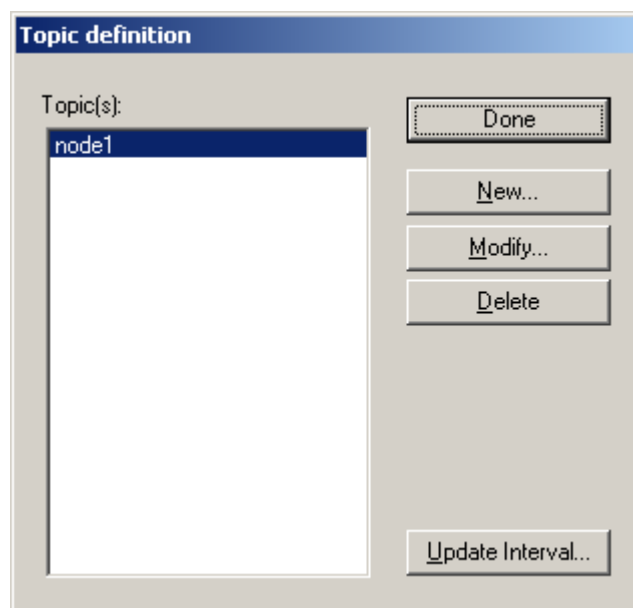 Topic definition
Topic(s):
node1
Done
New...
Modify...
Delete
Update Interval...